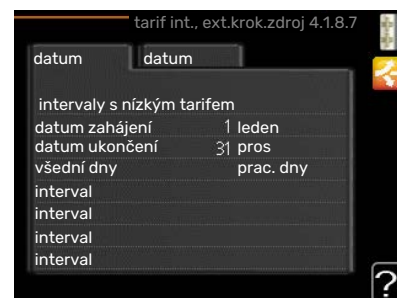 tarif int., ext.krok.zdroj 4.1.8.7
datum datum
intervaly s nízkým tarifem
datum zahájení 1 leden
datum ukončení 31 pros
všední dny prac. dny
interval
interval
interval
interval
?